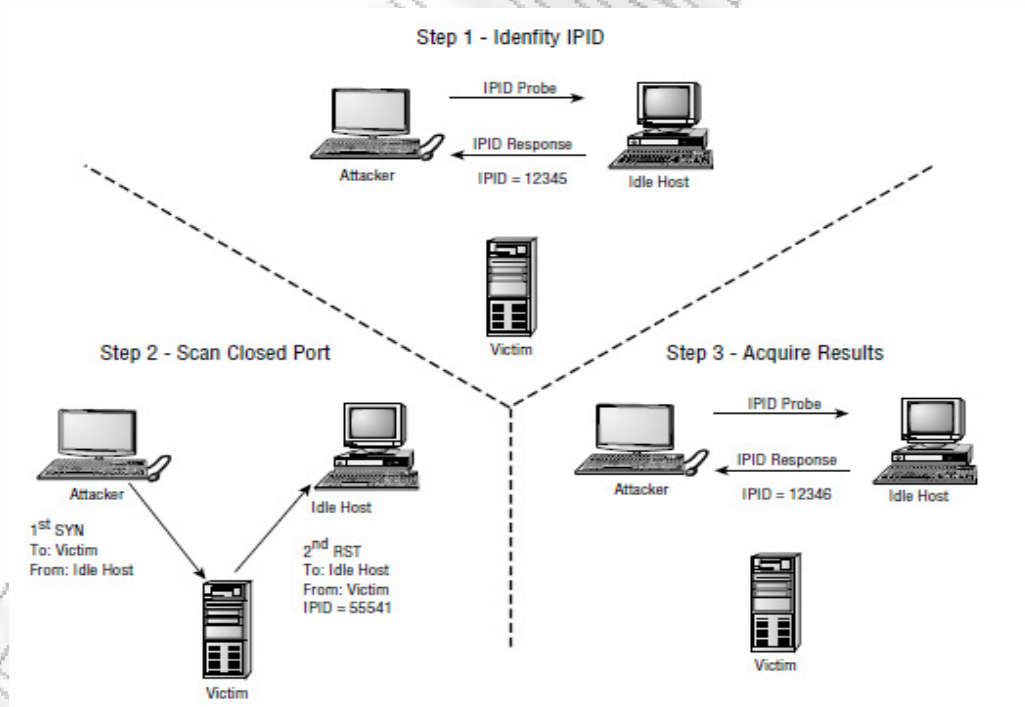 Step 1 - Idenfity IPID
IPID Probe
IPID Response
IPID = 12345
Attacker
Idle Host
Victim
Step 2 - Scan Closed Port
Attacker
Idle Host
1st SYN
To: Victim
From: Idle Host
2nd RST
To: Idle Host
From: Victim
IPID = 55541
Victim
Step 3 - Acquire Results
IPID Probe
IPID Response
IPID = 12346
Attacker
Idle Host
Victim